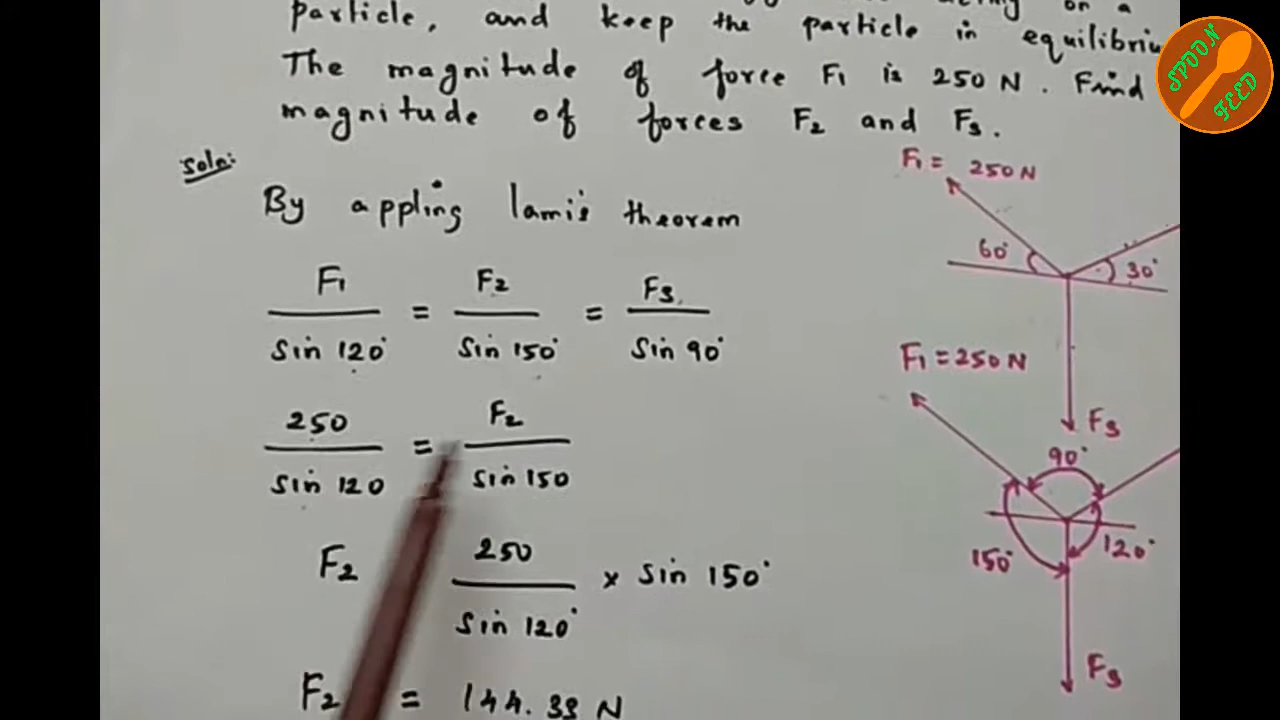 particle, and keep the particle in
The magnitude of force F1 is 250 N. Find
magnitude of forces F2 and F3.
Soln:
By appling lami's theorem
F1 / sin 120° = F2 / sin 150° = F3 / sin 90°
250 / sin 120 = F2 / sin 150
F2 250 / sin 120° × sin 150°
F2 = 144.33 N
F1 = 250 N
60°
30°
F3
F1 = 250 N
90°
150°
120°
F3
SPOON
FEED